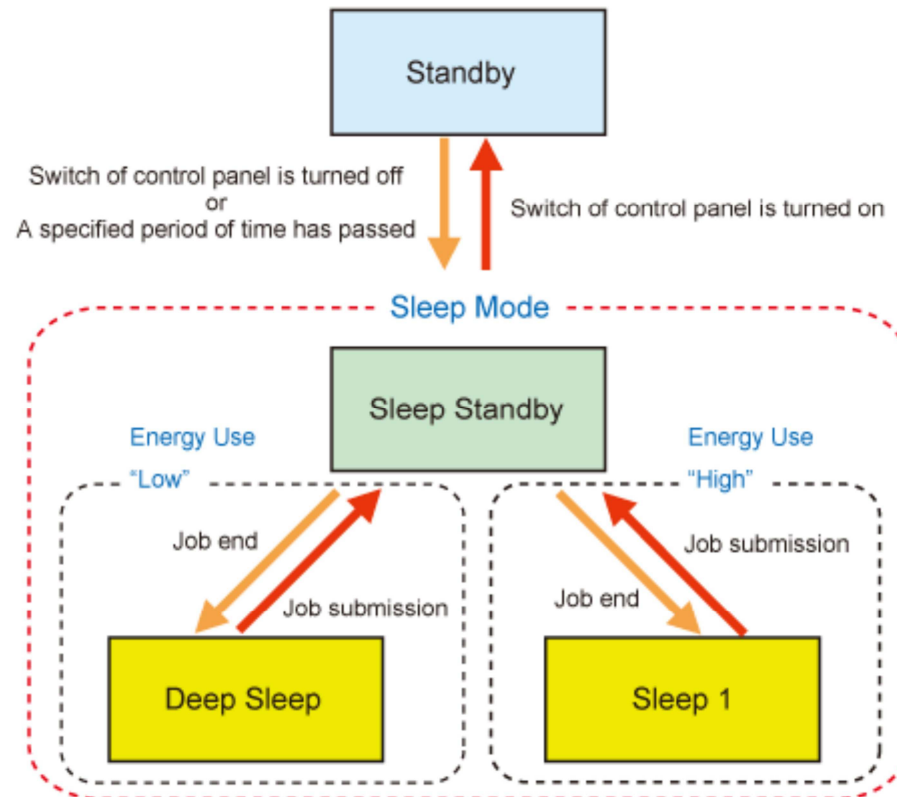 Standby
Switch of control panel is turned off
or
A specified period of time has passed
Switch of control panel is turned on
Sleep Mode
Sleep Standby
Energy Use
“Low”
Energy Use
“High”
Job end
Job submission
Job submission
Job end
Deep Sleep
Sleep 1